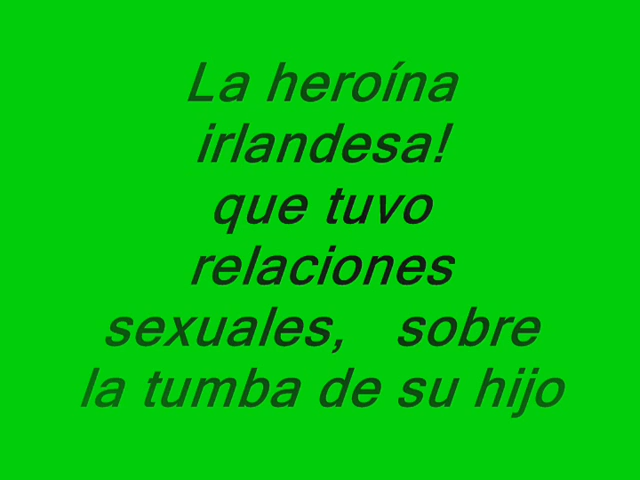 La heroína
irlandesa!
que tuvo
relaciones
sexuales, sobre
la tumba de su hijo